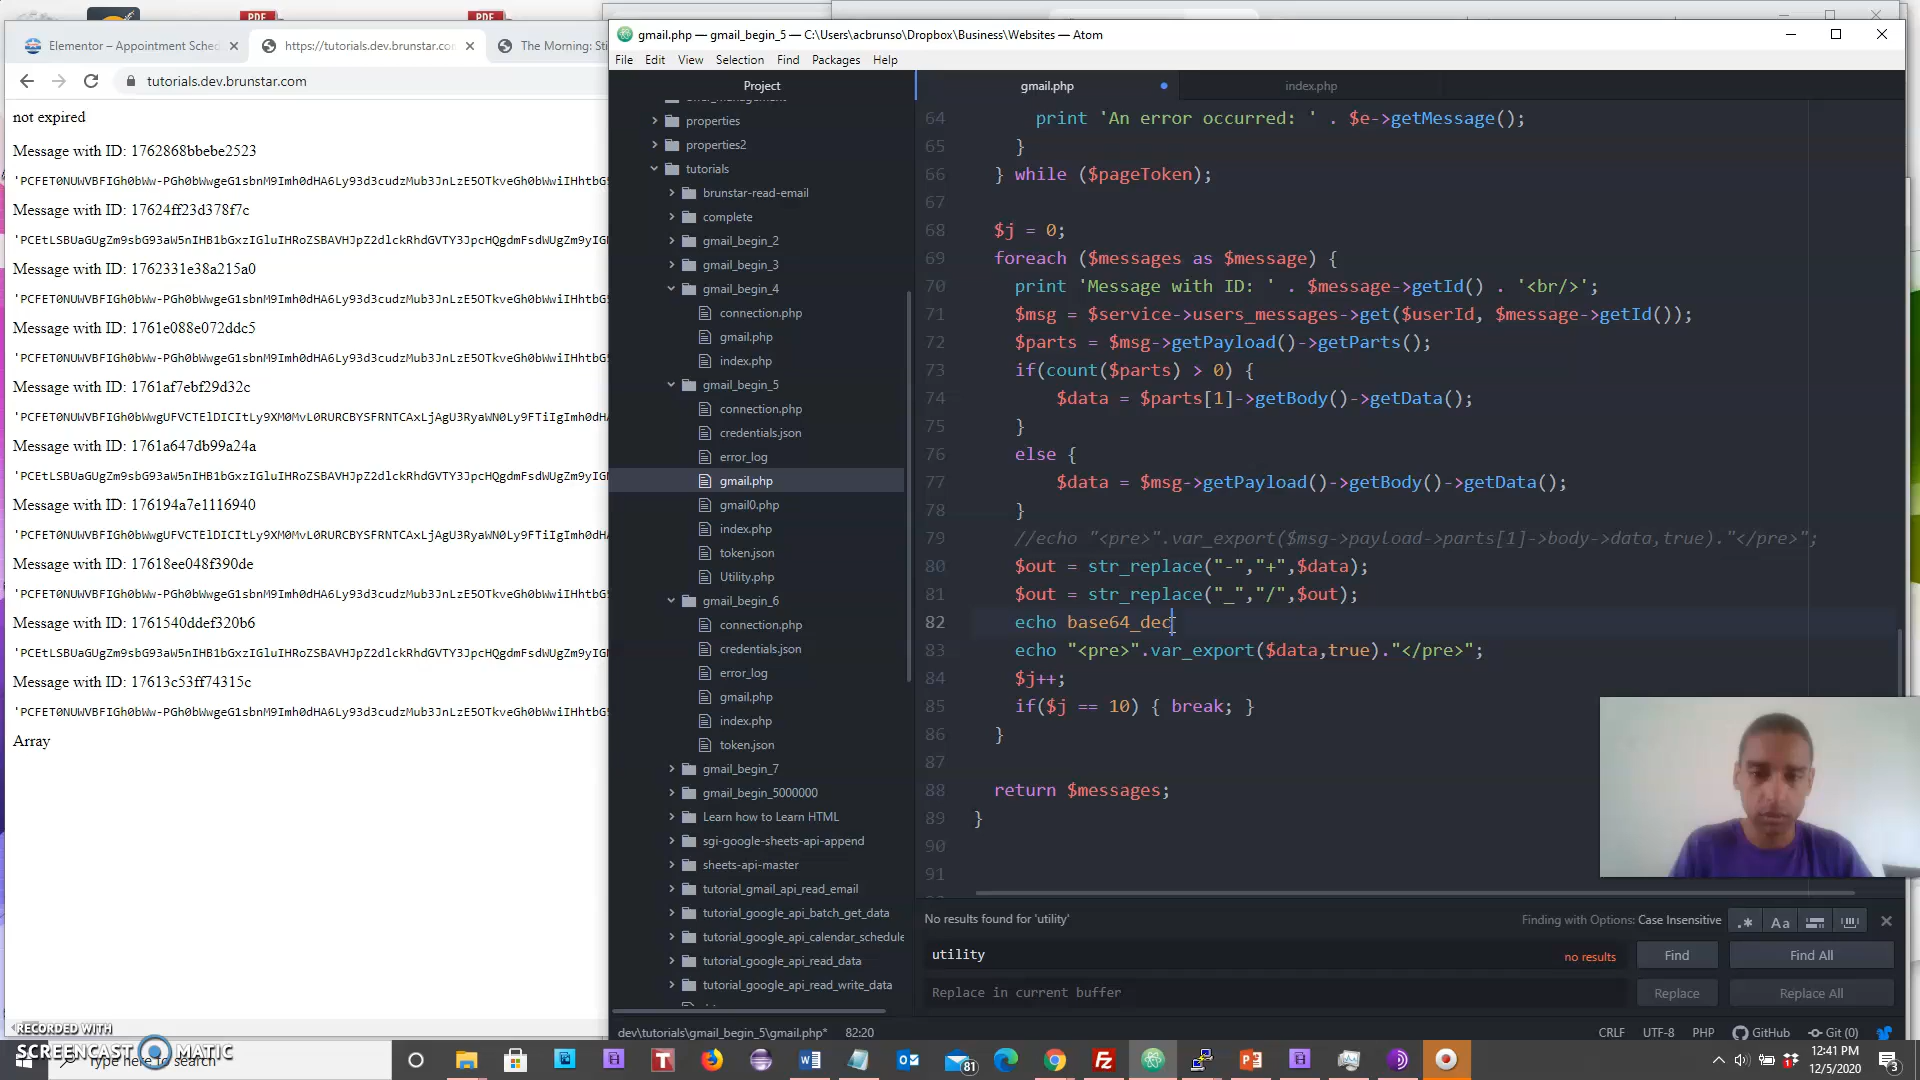 PDF
PDF
Elementor – Appointment Sched
https://tutorials.dev.brunstar.co
The Morning: Sti
tutorials.dev.brunstar.com
not expired
Message with ID: 1762868bbebe2523
Message with ID: 17624ff23d378f7c
Message with ID: 1762331e38a215a0
Message with ID: 1761e088e072ddc5
Message with ID: 1761af7ebf29d32c
Message with ID: 1761a647db99a24a
Message with ID: 176194a7e1116940
Message with ID: 17618ee048f390de
Message with ID: 1761540ddef320b6
Message with ID: 17613c53ff74315c
Array
gmail.php — gmail_begin_5 — C:\Users\acbrunso\Dropbox\Business\Websites — Atom
File Edit View Selection Find Packages Help
Project
properties
properties2
tutorials
brunstar-read-email
complete
gmail_begin_2
gmail_begin_3
gmail_begin_4
connection.php
gmail.php
index.php
gmail_begin_5
connection.php
credentials.json
error_log
gmail.php
gmail0.php
index.php
token.json
Utility.php
gmail_begin_6
connection.php
credentials.json
error_log
gmail.php
index.php
token.json
gmail_begin_7
gmail_begin_5000000
Learn how to Learn HTML
sgi-google-sheets-api-append
sheets-api-master
tutorial_gmail_api_read_email
tutorial_google_api_batch_get_data
tutorial_google_api_calendar_schedule
tutorial_google_api_read_data
tutorial_google_api_read_write_data
gmail.php index.php
64 print 'An error occurred: ' . $e->getMessage();
65 }
66 } while ($pageToken);
67
68 $j = 0;
69 foreach ($messages as $message) {
70 print 'Message with ID: ' . $message->getId() . '<br/>';
71 $msg = $service->users_messages->get($userId, $message->getId());
72 $parts = $msg->getPayload()->getParts();
73 if(count($parts) > 0) {
74 $data = $parts[1]->getBody()->getData();
75 }
76 else {
77 $data = $msg->getPayload()->getBody()->getData();
78 }
79 //echo "<pre>".var_export($msg->payload->parts[1]->body->data,true)."</pre>";
80 $out = str_replace("-","+",$data);
81 $out = str_replace("_","/",$out);
82 echo base64_dec
83 echo "<pre>".var_export($data,true)."</pre>";
84 $j++;
85 if($j == 10) { break; }
86 }
87
88 return $messages;
89 }
90
91
No results found for 'utility'
Finding with Options: Case Insensitive
.* Aa
utility
no results
Find
Find All
Replace in current buffer
Replace
Replace All
dev\tutorials\gmail_begin_5\gmail.php* 82:20
CRLF UTF-8 PHP GitHub Git (0)
RECORDED WITH
SCREENCAST MATIC
Type here to search
81
12:41 PM
12/5/2020
3